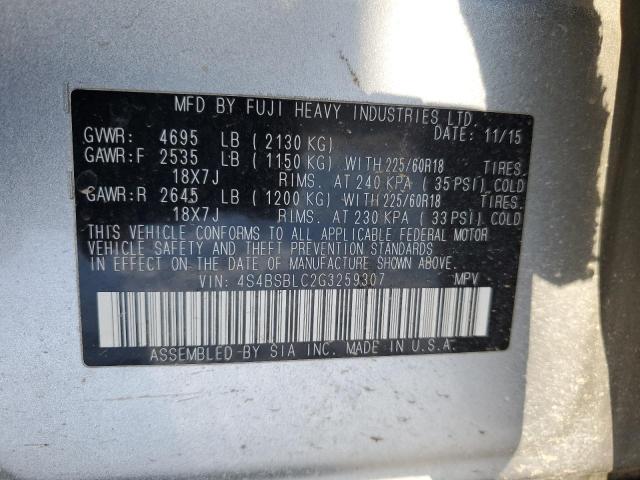 MFD BY FUJI HEAVY INDUSTRIES LTD.
DATE: 11/15
GVWR: 4695 LB ( 2130 KG)
GAWR:F 2535 LB ( 1150 KG) WITH 225/60R18 TIRES.
18X7J RIMS. AT 240 KPA ( 35 PSI) COLD
GAWR:R 2645 LB ( 1200 KG) WITH 225/60R18 TIRES.
18X7J RIMS. AT 230 KPA ( 33 PSI) COLD
THIS VEHICLE CONFORMS TO ALL APPLICABLE FEDERAL MOTOR
VEHICLE SAFETY AND THEFT PREVENTION STANDARDS
IN EFFECT ON THE DATE OF MANUFACTURE SHOWN ABOVE.
VIN: 4S4BSBLC2G3259307 MPV
ASSEMBLED BY SIA INC. MADE IN U.S.A.